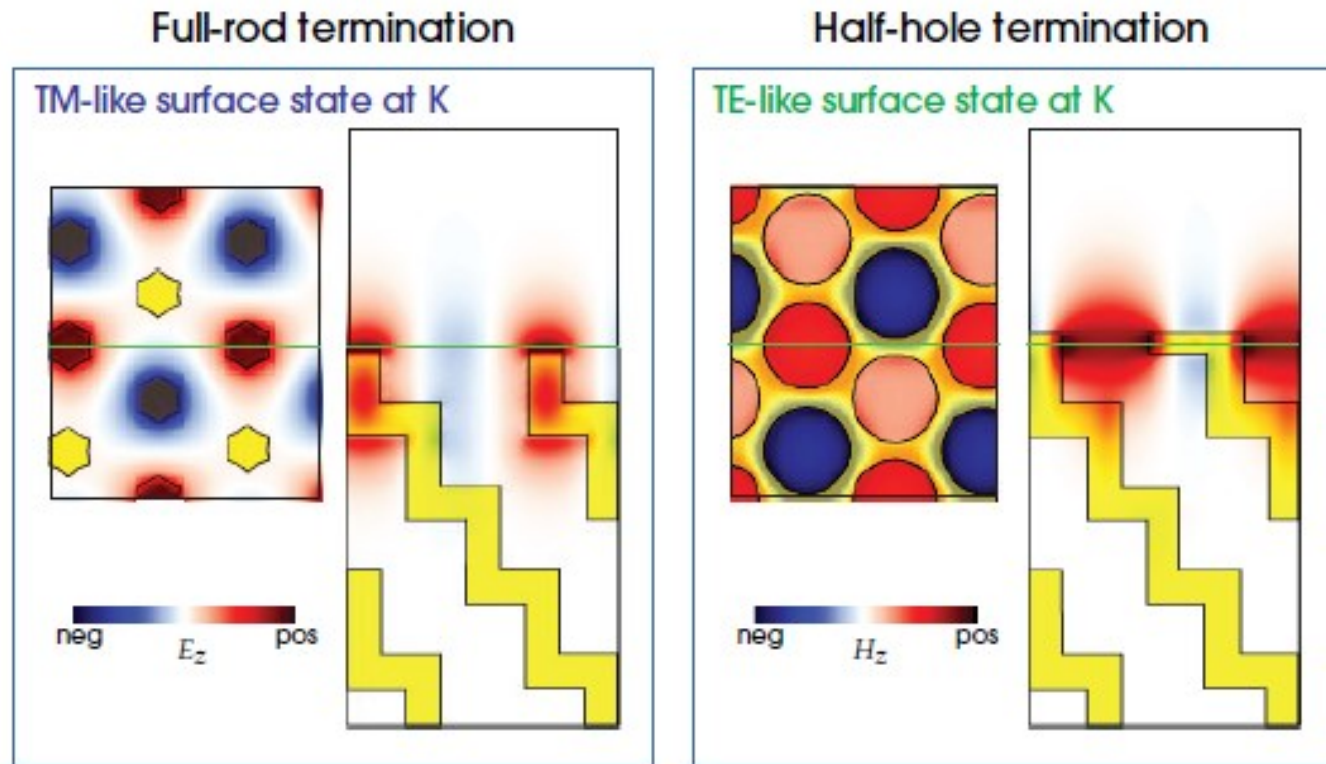 Full-rod termination
TM-like surface state at K
neg pos
E_z
Half-hole termination
TE-like surface state at K
neg pos
H_z